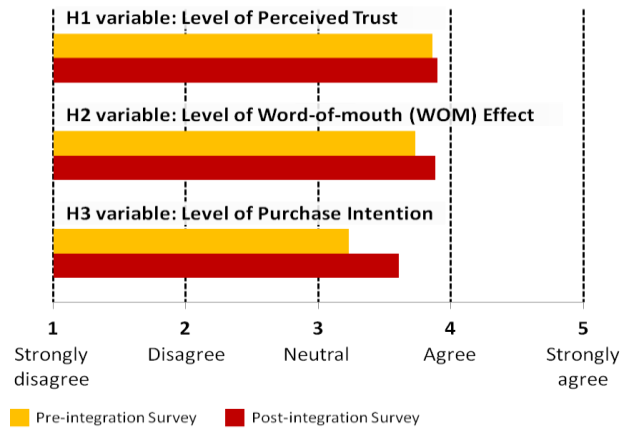 H1 variable: Level of Perceived Trust
H2 variable: Level of Word-of-mouth (WOM) Effect
H3 variable: Level of Purchase Intention
1 2 3 4 5
Strongly disagree Disagree Neutral Agree Strongly agree
Pre-integration Survey Post-integration Survey